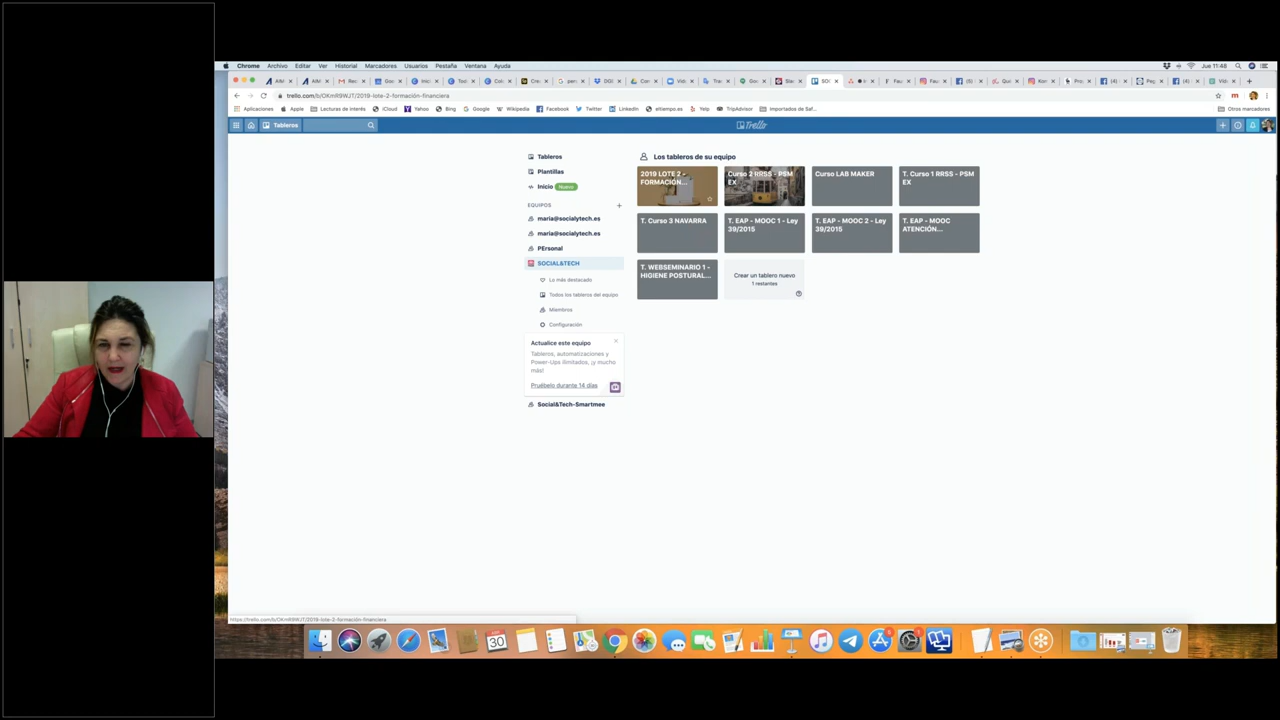 Chrome Archivo Editar Ver Historial Marcadores Usuarios Pestaña Ventana Ayuda
Jue 11:48
trello.com/b/OKmR9WJT/2019-lote-2-formación-financiera
Aplicaciones Apple Lecturas de interés iCloud Yahoo Bing Google Wikipedia Facebook Twitter LinkedIn eltiempo.es Yelp TripAdvisor Importados de Saf... Otros marcadores
Tableros
Trello
Tableros
Plantillas
Inicio Nuevo
EQUIPOS
maria@socialytech.es
maria@socialytech.es
PErsonal
SOCIAL&TECH
Lo más destacado
Todos los tableros del equipo
Miembros
Configuración
Actualice este equipo
Tableros, automatizaciones y
Power-Ups ilimitados, ¡y mucho
más!
Pruébelo durante 14 días
Social&Tech-Smartmee
Los tableros de su equipo
2019 LOTE 2 -
FORMACIÓN...
Curso 2 RRSS - PSM
EX
Curso LAB MAKER
T. Curso 1 RRSS - PSM
EX
T. Curso 3 NAVARRA
T. EAP - MOOC 1 - Ley
39/2015
T. EAP - MOOC 2 - Ley
39/2015
T. EAP - MOOC
ATENCIÓN...
T. WEBSEMINARIO 1 -
HIGIENE POSTURAL...
Crear un tablero nuevo
1 restantes
https://trello.com/b/OKmR9WJT/2019-lote-2-formación-financiera
30